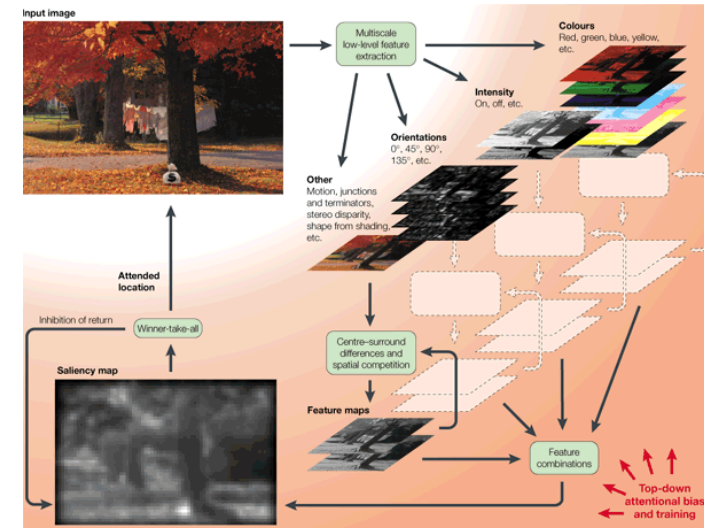 Input image
Multiscale
low-level feature
extraction
Colours
Red, green, blue, yellow,
etc.
Intensity
On, off, etc.
Orientations
0°, 45°, 90°,
135°, etc.
Other
Motion, junctions
and terminators,
stereo disparity,
shape from shading,
etc.
S
Attended
location
Inhibition of return
Winner-take-all
Centre–surround
differences and
spatial competition
Saliency map
Feature maps
Feature
combinations
Top-down
attentional bias
and training